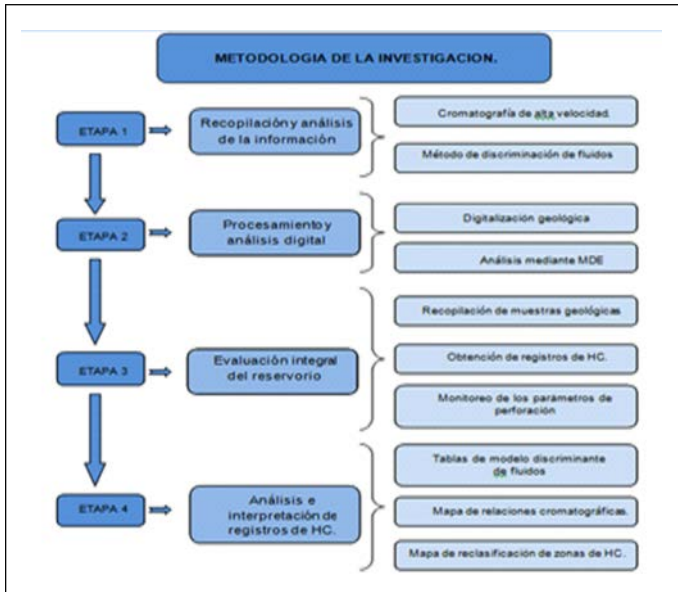 METODOLOGIA DE LA INVESTIGACION.
ETAPA 1
Recopilación y análisis
de la información
Cromatografía de alta velocidad.
Método de discriminación de fluidos
ETAPA 2
Procesamiento y
análisis digital
Digitalización geológica
Análisis mediante MDE
ETAPA 3
Evaluación integral
del reservorio
Recopilación de muestras geológicas
Obtención de registros de HC.
Monitoreo de los parámetros de
perforación
ETAPA 4
Análisis e
interpretación de
registros de HC.
Tablas de modelo discriminante
de fluidos
Mapa de relaciones cromatográficas.
Mapa de reclasificación de zonas de HC.